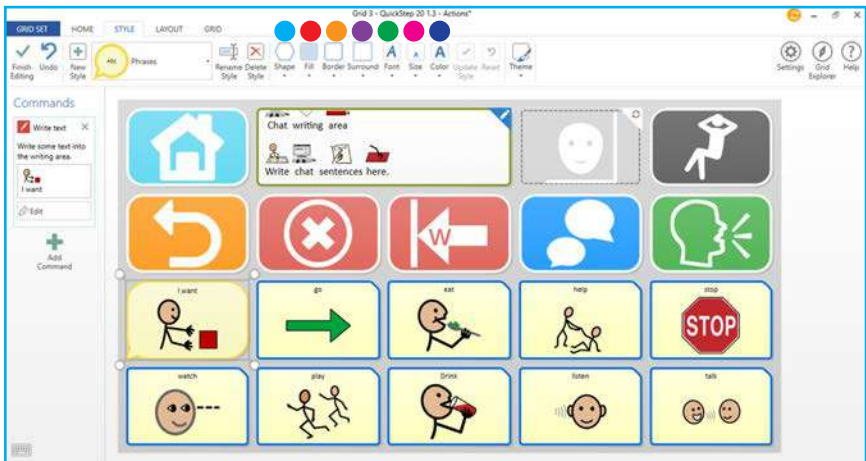 Grid 3 - QuickStep 20 1.3 - Actions*
GRID SET HOME STYLE LAYOUT GRID
Finish Editing
Undo
New Style
Abc
Phrases
Rename Style
Delete Style
Shape
Fill
Border
Surround
Font
Size
Color
Update Style
Reset
Theme
Settings
Grid Explorer
Help
Commands
Write text
Write some text into
the writing area.
I want
Edit
Add
Command
Chat writing area
Write chat sentences here.
W
I want
go
eat
help
stop
STOP
watch
play
Drink
listen
talk